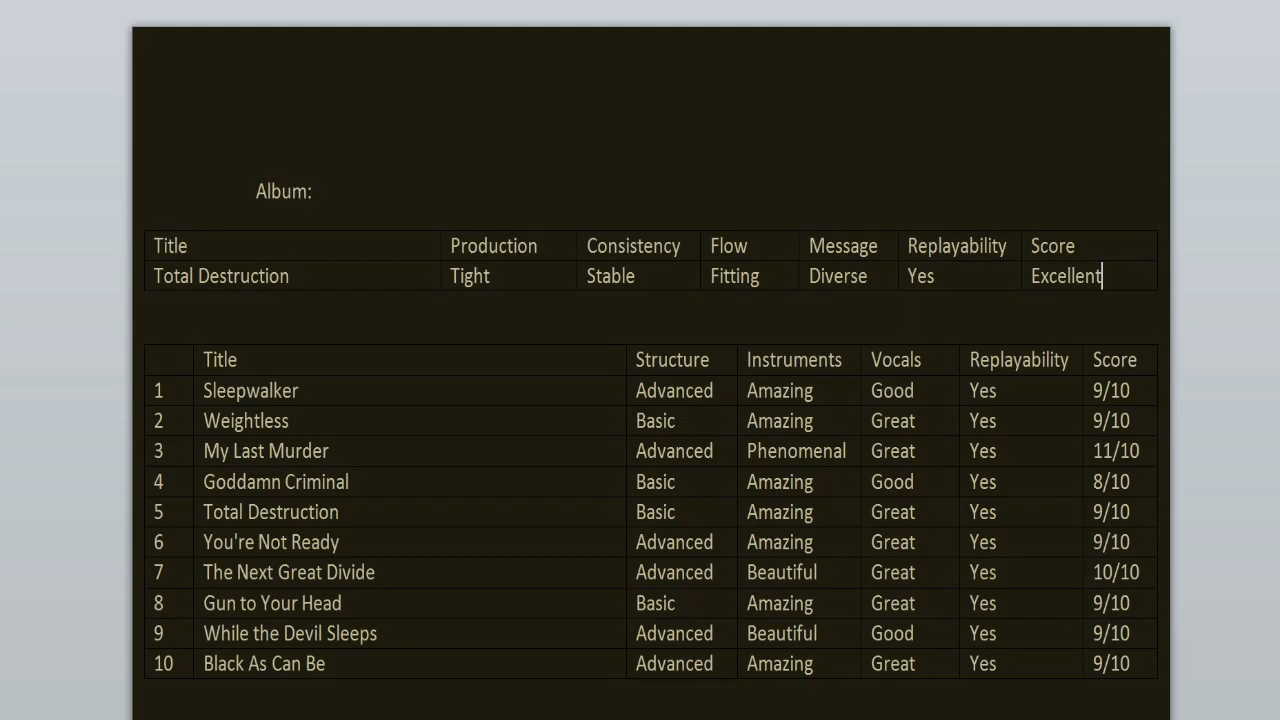 Album:
Title Production Consistency Flow Message Replayability Score
Total Destruction Tight Stable Fitting Diverse Yes Excellent
Title Structure Instruments Vocals Replayability Score
1 Sleepwalker Advanced Amazing Good Yes 9/10
2 Weightless Basic Amazing Great Yes 9/10
3 My Last Murder Advanced Phenomenal Great Yes 11/10
4 Goddamn Criminal Basic Amazing Good Yes 8/10
5 Total Destruction Basic Amazing Great Yes 9/10
6 You're Not Ready Advanced Amazing Great Yes 9/10
7 The Next Great Divide Advanced Beautiful Great Yes 10/10
8 Gun to Your Head Basic Amazing Great Yes 9/10
9 While the Devil Sleeps Advanced Beautiful Good Yes 9/10
10 Black As Can Be Advanced Amazing Great Yes 9/10